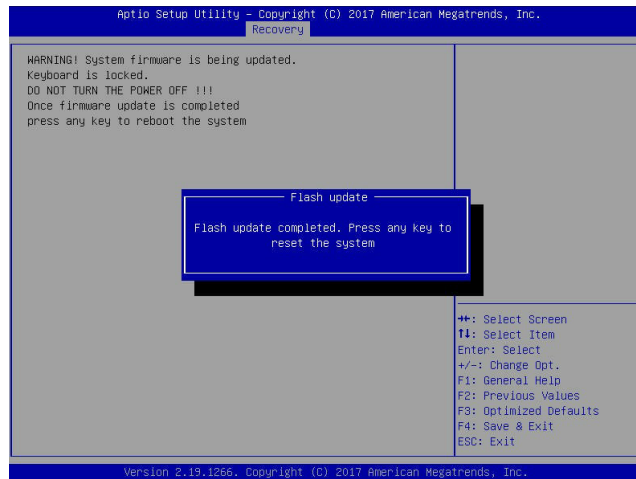 Aptio Setup Utility – Copyright (C) 2017 American Megatrends, Inc.
Recovery
WARNING! System firmware is being updated.
Keyboard is locked.
DO NOT TURN THE POWER OFF !!!
Once firmware update is completed
press any key to reboot the system
Flash update
Flash update completed. Press any key to
reset the system
→←: Select Screen
↑↓: Select Item
Enter: Select
+/-: Change Opt.
F1: General Help
F2: Previous Values
F3: Optimized Defaults
F4: Save & Exit
ESC: Exit
Version 2.19.1266. Copyright (C) 2017 American Megatrends, Inc.